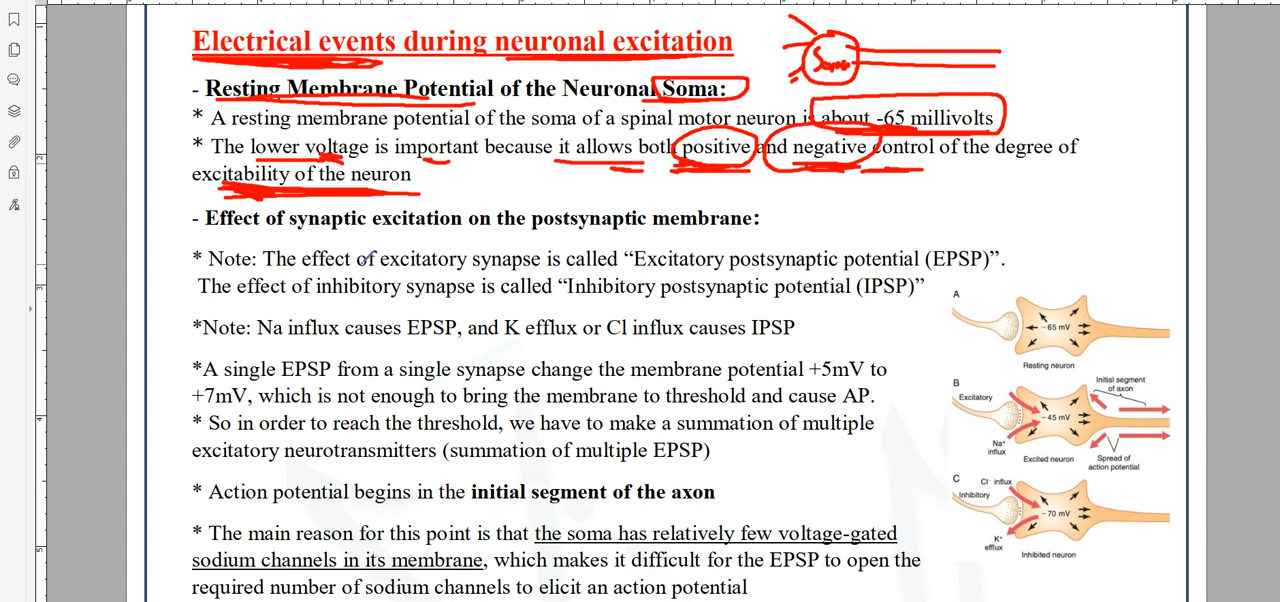 Electrical events during neuronal excitation
Soma
- Resting Membrane Potential of the Neuronal Soma:
* A resting membrane potential of the soma of a spinal motor neuron is about -65 millivolts
* The lower voltage is important because it allows both positive and negative control of the degree of
excitability of the neuron
- Effect of synaptic excitation on the postsynaptic membrane:
* Note: The effect of excitatory synapse is called “Excitatory postsynaptic potential (EPSP)”.
The effect of inhibitory synapse is called “Inhibitory postsynaptic potential (IPSP)”
*Note: Na influx causes EPSP, and K efflux or Cl influx causes IPSP
*A single EPSP from a single synapse change the membrane potential +5mV to
+7mV, which is not enough to bring the membrane to threshold and cause AP.
* So in order to reach the threshold, we have to make a summation of multiple
excitatory neurotransmitters (summation of multiple EPSP)
* Action potential begins in the initial segment of the axon
* The main reason for this point is that the soma has relatively few voltage-gated
sodium channels in its membrane, which makes it difficult for the EPSP to open the
required number of sodium channels to elicit an action potential
A
-65 mV
Resting neuron
B
Initial segment
of axon
Excitatory
-45 mV
Na+
influx
Excited neuron
Spread of
action potential
C
Cl- influx
Inhibitory
-70 mV
K+
efflux
Inhibited neuron